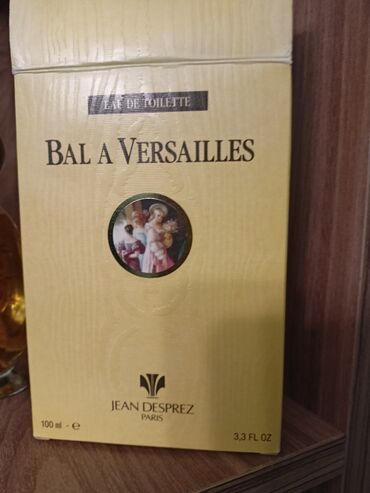 EAU DE TOILETTE
BAL A VERSAILLES
JEAN DESPREZ
PARIS
100 ml - ℮
3,3 FL OZ